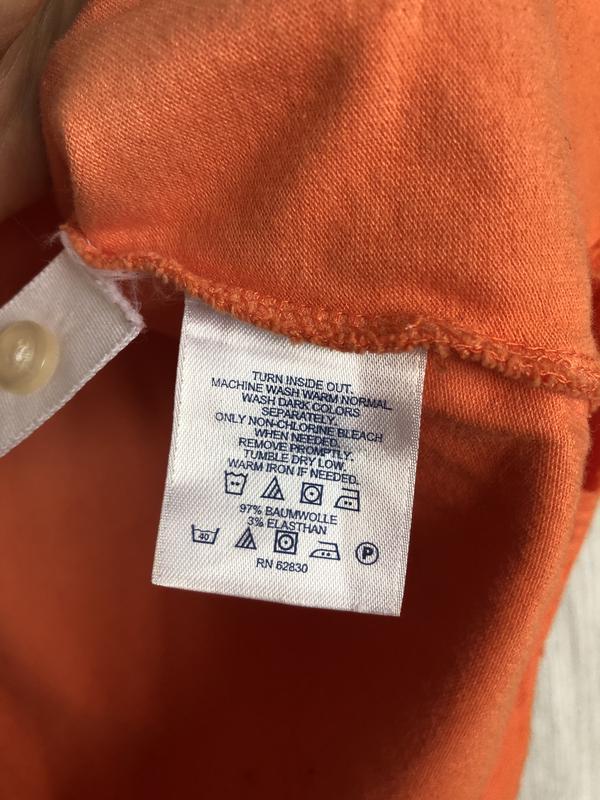 TURN INSIDE OUT.
MACHINE WASH WARM NORMAL.
WASH DARK COLORS
SEPARATELY.
ONLY NON-CHLORINE BLEACH
WHEN NEEDED.
REMOVE PROMPTLY.
TUMBLE DRY LOW.
WARM IRON IF NEEDED.
97% BAUMWOLLE
3% ELASTHAN
40 P
RN 62830